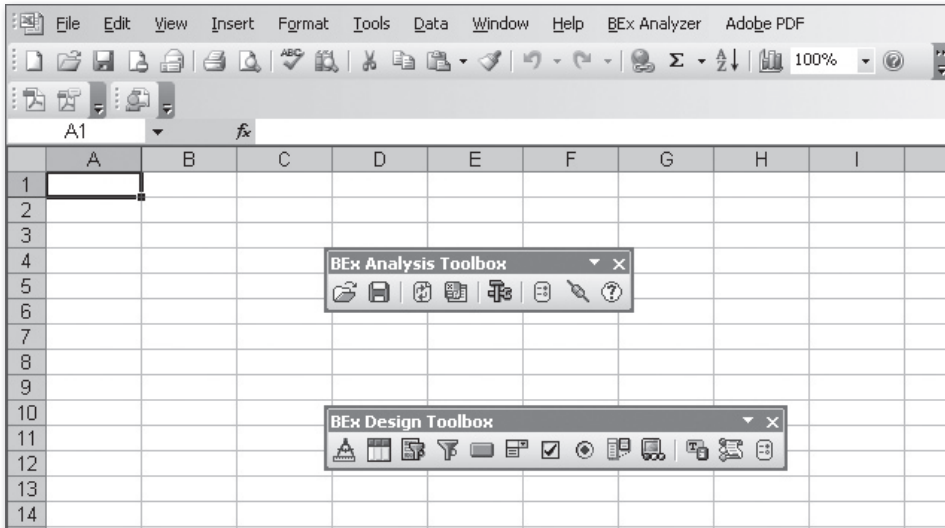 File Edit View Insert Format Tools Data Window Help BEx Analyzer Adobe PDF
ABC Σ A Z 100%
A1 fx
A B C D E F G H I
1
2
3
4
BEx Analysis Toolbox
5
6
7
8
9
10
BEx Design Toolbox
11
12
13
14